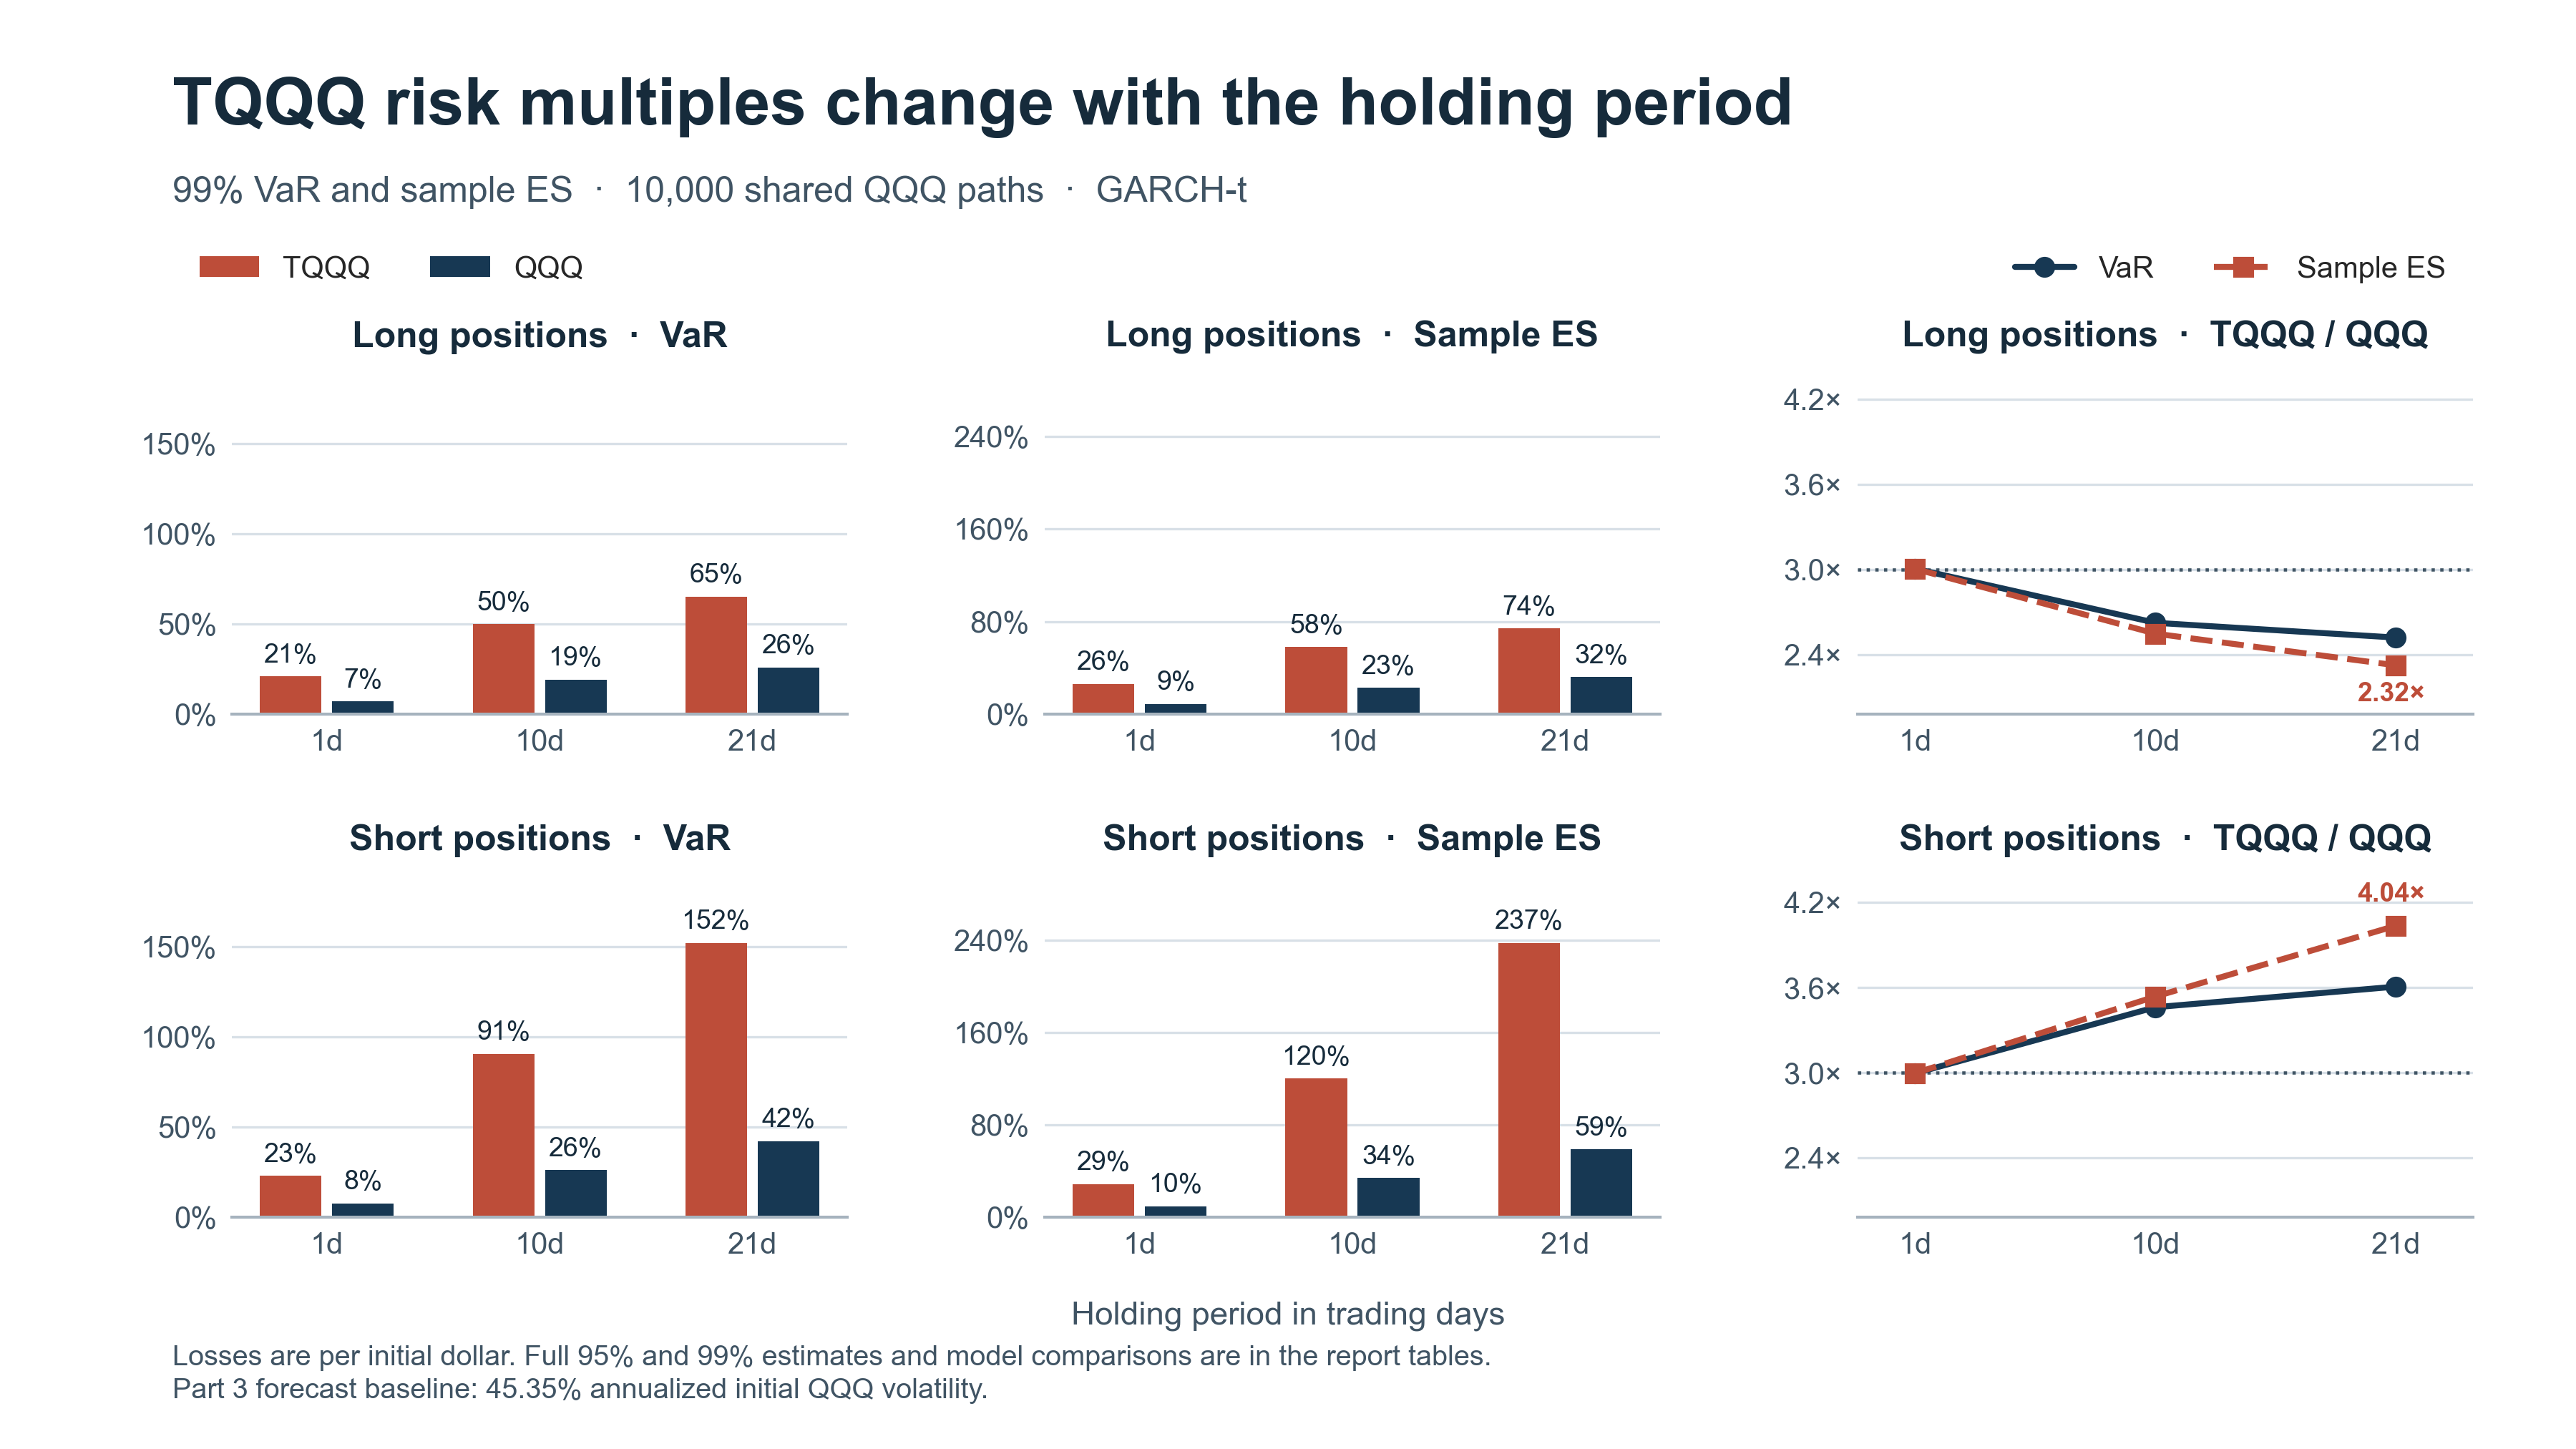 TQQQ risk multiples change with the holding period
99% VaR and sample ES · 10,000 shared QQQ paths · GARCH-t
TQQQ QQQ
VaR Sample ES
Long positions · VaR
150%
100%
50%
0%
21%
7%
50%
19%
65%
26%
1d 10d 21d
Long positions · Sample ES
240%
160%
80%
0%
26%
9%
58%
23%
74%
32%
1d 10d 21d
Long positions · TQQQ / QQQ
4.2×
3.6×
3.0×
2.4×
2.32×
1d 10d 21d
Short positions · VaR
150%
100%
50%
0%
23%
8%
91%
26%
152%
42%
1d 10d 21d
Short positions · Sample ES
240%
160%
80%
0%
29%
10%
120%
34%
237%
59%
1d 10d 21d
Short positions · TQQQ / QQQ
4.04×
4.2×
3.6×
3.0×
2.4×
1d 10d 21d
Holding period in trading days
Losses are per initial dollar. Full 95% and 99% estimates and model comparisons are in the report tables.
Part 3 forecast baseline: 45.35% annualized initial QQQ volatility.